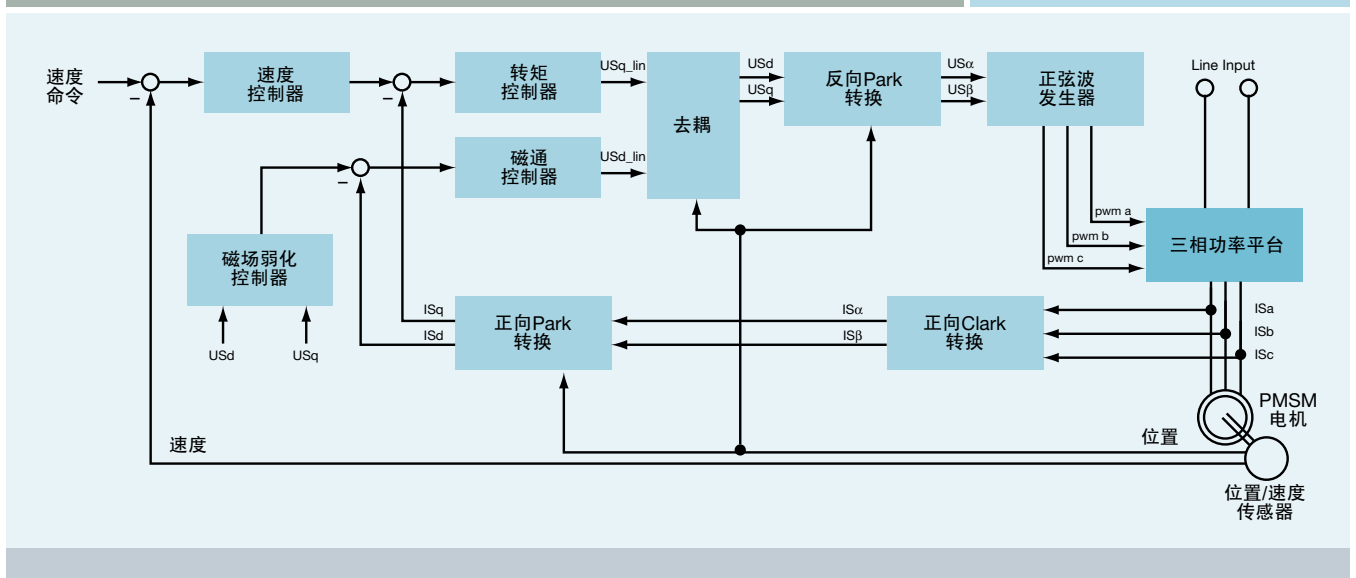 速度
命令
−
速度
控制器
−
转矩
控制器
USq_lin
去耦
USd
USq
反向Park
转换
USα
USβ
正弦波
发生器
Line Input
−
磁通
控制器
USd_lin
磁场弱化
控制器
USd
USq
pwm a
pwm b
pwm c
三相功率平台
ISq
ISd
正向Park
转换
ISα
ISβ
正向Clark
转换
ISa
ISb
ISc
PMSM
电机
速度
位置
位置/速度
传感器